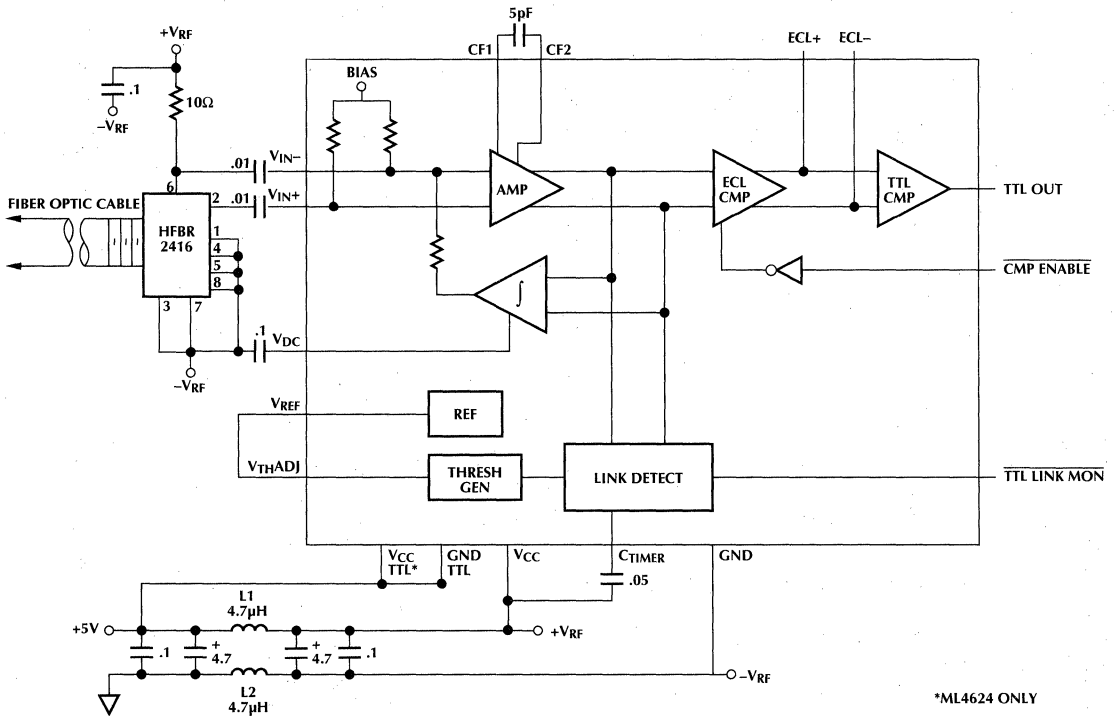 5pF
+VRF
CF1
CF2
ECL+
ECL−
BIAS
.1
10Ω
−VRF
.01
VIN−
AMP
ECL
CMP
TTL
CMP
TTL OUT
6
2
.01
VIN+
FIBER OPTIC CABLE
HFBR
2416
1
4
5
8
3
7
∫
CMP ENABLE
.1
VDC
−VRF
VREF
REF
VTHADJ
THRESH
GEN
LINK DETECT
TTL LINK MON
VCC
TTL*
GND
TTL
VCC
CTIMER
GND
.05
L1
4.7µH
+5V
+VRF
.1
+
4.7
+
4.7
.1
L2
4.7µH
−VRF
*ML4624 ONLY